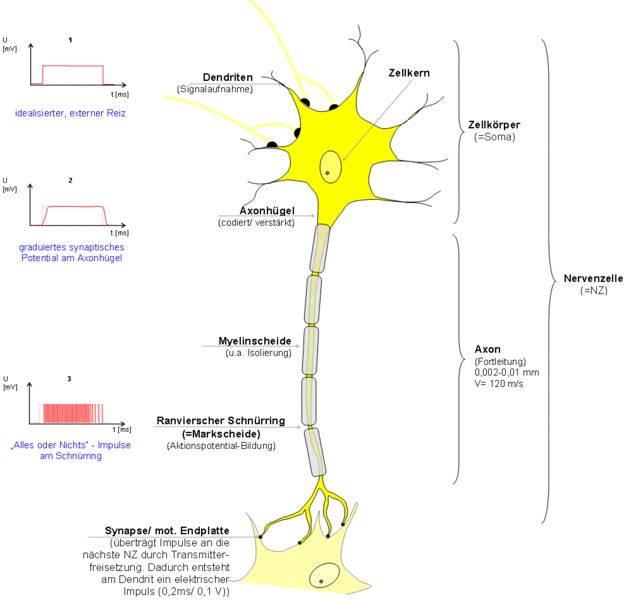 U
[mV]
1
t [ms]
idealisierter, externer Reiz
U
[mV]
2
t [ms]
graduiertes synaptisches
Potential am Axonhügel
U
[mV]
3
t [ms]
„Alles oder Nichts" - Impulse
am Schnürring
Dendriten
(Signalaufnahme)
Zellkern
Axonhügel
(codiert/ verstärkt)
Myelinscheide
(u.a. Isolierung)
Ranvierscher Schnürring
(=Markscheide)
(Aktionspotential-Bildung)
Synapse/ mot. Endplatte
(überträgt Impulse an die
nächste NZ durch Transmitter-
freisetzung. Dadurch entsteht
am Dendrit ein elektrischer
Impuls (0,2ms/ 0,1 V))
Zellkörper
(=Soma)
Axon
(Fortleitung)
0,002-0,01 mm
V= 120 m/s
Nervenzelle
(=NZ)